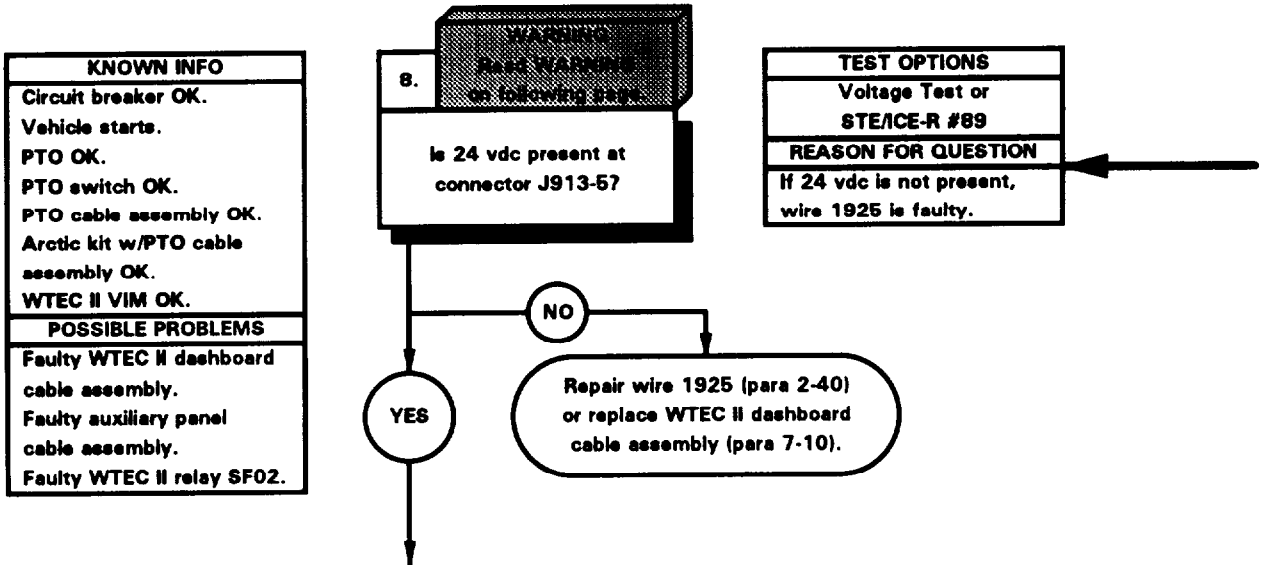 KNOWN INFO
Circuit breaker OK.
Vehicle starts.
PTO OK.
PTO switch OK.
PTO cable assembly OK.
Arctic kit w/PTO cable
assembly OK.
WTEC II VIM OK.
POSSIBLE PROBLEMS
Faulty WTEC II dashboard
cable assembly.
Faulty auxiliary panel
cable assembly.
Faulty WTEC II relay SF02.
WARNING
Read WARNING
on following page.
8.
Is 24 vdc present at
connector J913-5?
TEST OPTIONS
Voltage Test or
STE/ICE-R #89
REASON FOR QUESTION
If 24 vdc is not present,
wire 1925 is faulty.
NO
YES
Repair wire 1925 (para 2-40)
or replace WTEC II dashboard
cable assembly (para 7-10).